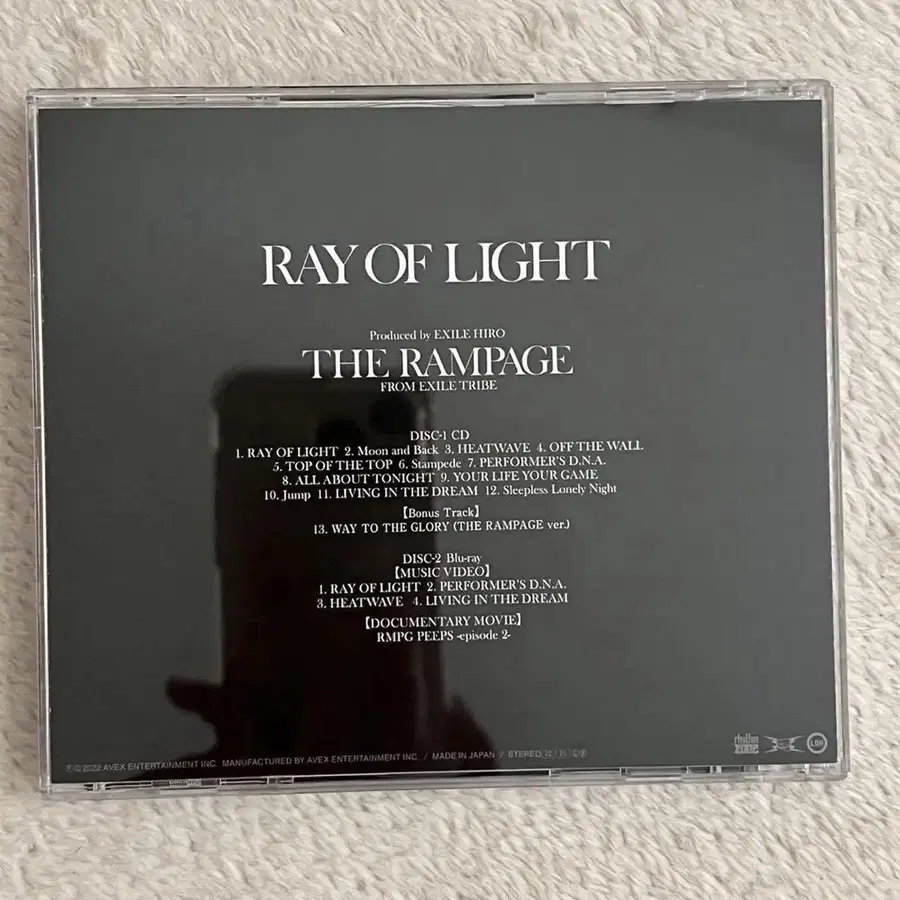 RAY OF LIGHT
Produced by EXILE HIRO
THE RAMPAGE
FROM EXILE TRIBE
DISC-1 CD
1. RAY OF LIGHT 2. Moon and Back 3. HEATWAVE 4. OFF THE WALL
5. TOP OF THE TOP 6. Stampede 7. PERFORMER'S D.N.A.
8. ALL ABOUT TONIGHT 9. YOUR LIFE YOUR GAME
10. Jump 11. LIVING IN THE DREAM 12. Sleepless Lonely Night
【Bonus Track】
13. WAY TO THE GLORY (THE RAMPAGE ver.)
DISC-2 Blu-ray
【MUSIC VIDEO】
1. RAY OF LIGHT 2. PERFORMER'S D.N.A.
3. HEATWAVE 4. LIVING IN THE DREAM
【DOCUMENTARY MOVIE】
RMPG PEEPS -episode 2-
rhythm
zone
LDH
Ⓟ©2022 AVEX ENTERTAINMENT INC. MANUFACTURED BY AVEX ENTERTAINMENT INC. / MADE IN JAPAN / STEREO